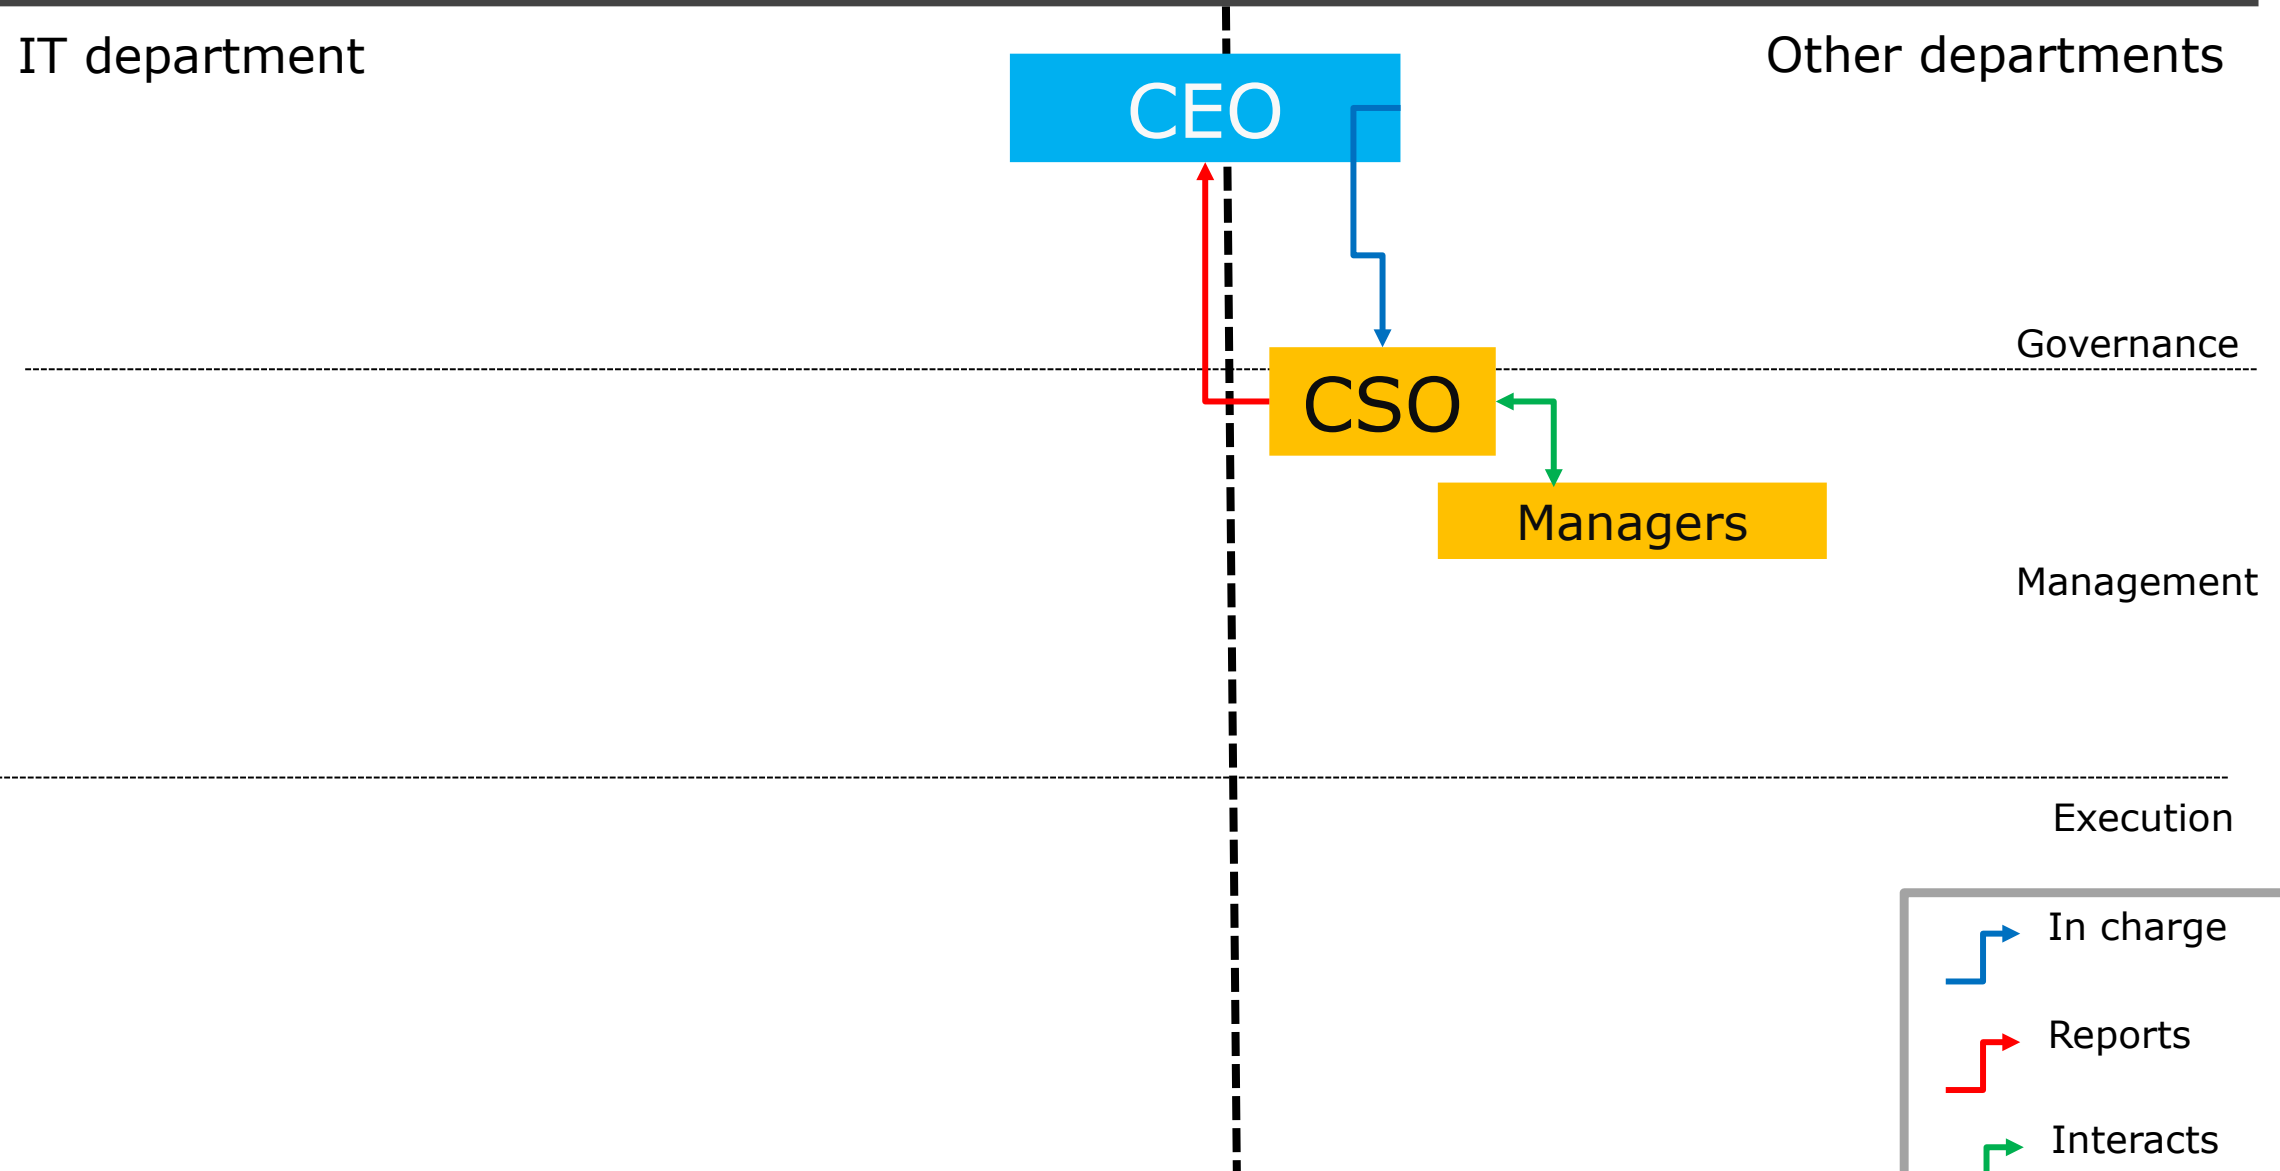 IT department
Other departments
CEO
Governance
CSO
Managers
Management
Execution
In charge
Reports
Interacts